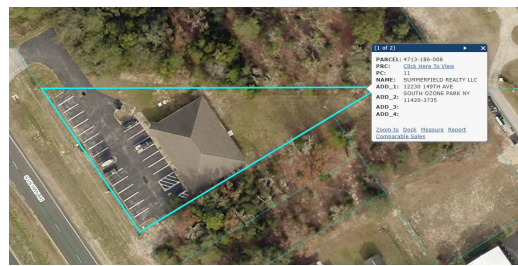 (1 of 2)
PARCEL: 4713-186-008
PRC: Click Here To View
PC: 11
NAME: SUMMERFIELD REALTY LLC
ADD_1: 12230 149TH AVE
ADD_2: SOUTH OZONE PARK NY 11420-3735
ADD_3:
ADD_4:
Zoom to Dock Measure Report
Comparable Sales